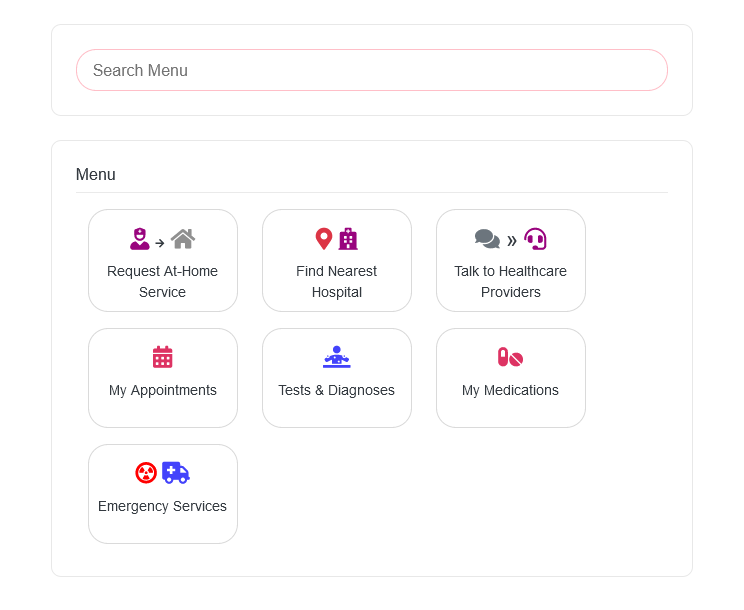 Search Menu
Menu
Request At-Home
Service
Find Nearest
Hospital
Talk to Healthcare
Providers
My Appointments
Tests & Diagnoses
My Medications
Emergency Services